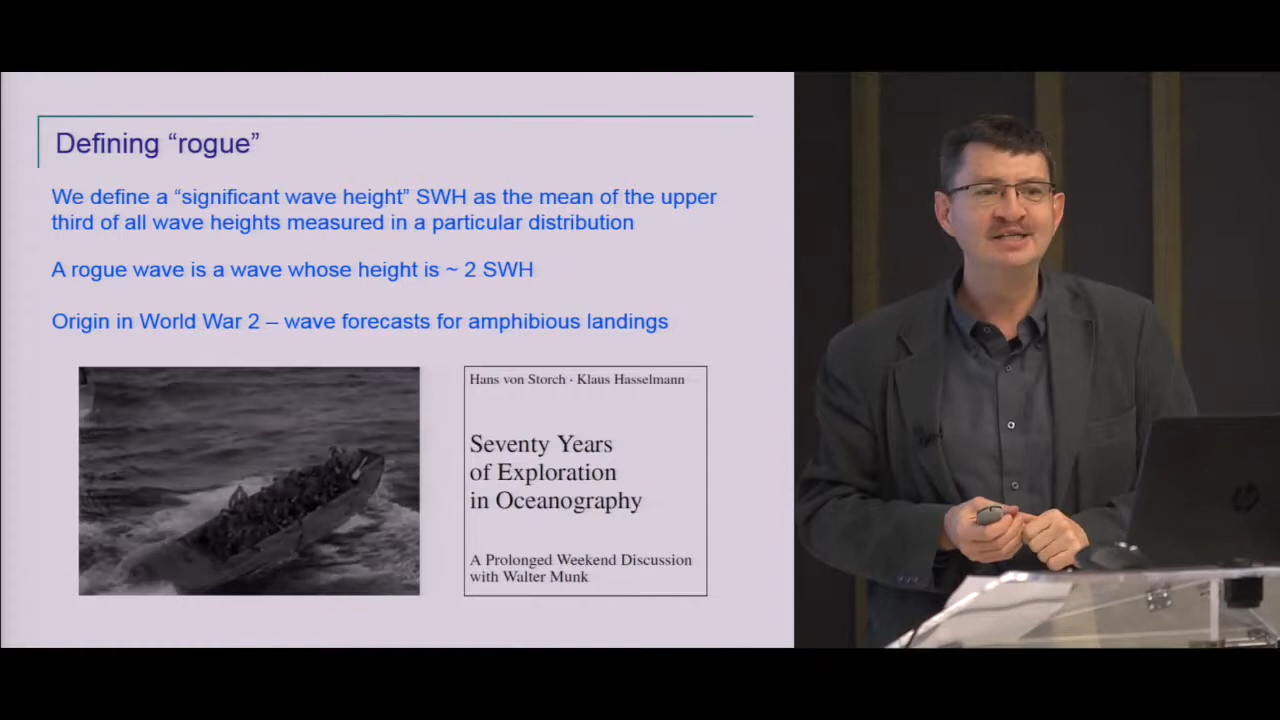 Defining “rogue”
We define a “significant wave height” SWH as the mean of the upper
third of all wave heights measured in a particular distribution
A rogue wave is a wave whose height is ~ 2 SWH
Origin in World War 2 – wave forecasts for amphibious landings
Hans von Storch · Klaus Hasselmann
Seventy Years
of Exploration
in Oceanography
A Prolonged Weekend Discussion
with Walter Munk
hp